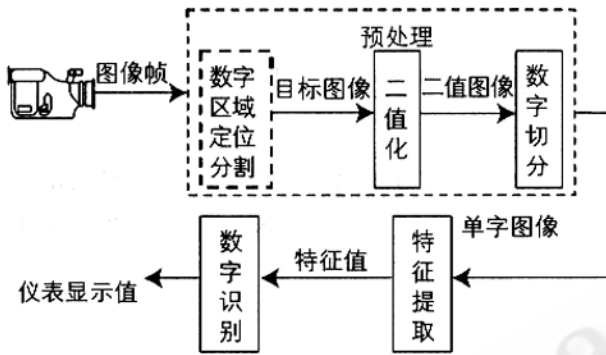 预处理
图像帧
数字
区域
定位
分割
目标图像
二值化
二值图像
数字切分
单字图像
特征提取
特征值
数字识别
仪表显示值